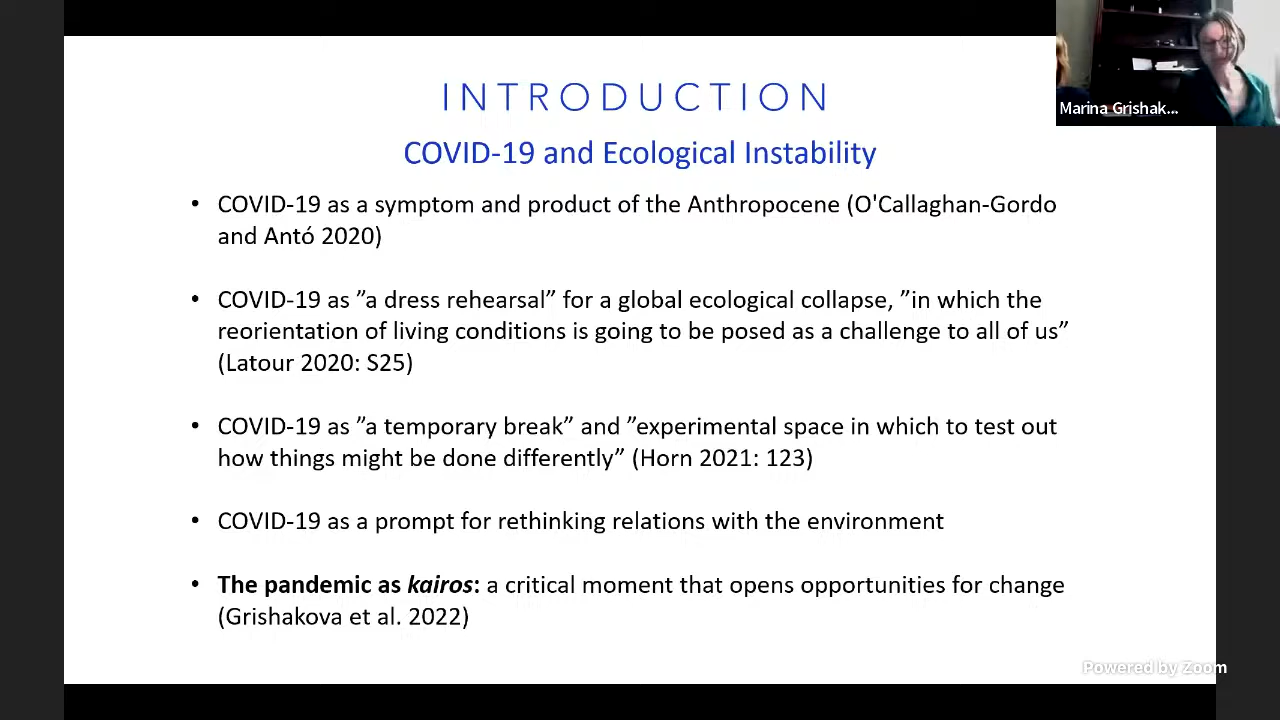 INTRODUCTION
COVID-19 and Ecological Instability
• COVID-19 as a symptom and product of the Anthropocene (O'Callaghan-Gordo
and Antó 2020)
• COVID-19 as ”a dress rehearsal” for a global ecological collapse, ”in which the
reorientation of living conditions is going to be posed as a challenge to all of us”
(Latour 2020: S25)
• COVID-19 as ”a temporary break” and ”experimental space in which to test out
how things might be done differently” (Horn 2021: 123)
• COVID-19 as a prompt for rethinking relations with the environment
• The pandemic as kairos: a critical moment that opens opportunities for change
(Grishakova et al. 2022)
Marina Grishak...
Powered by Zoom